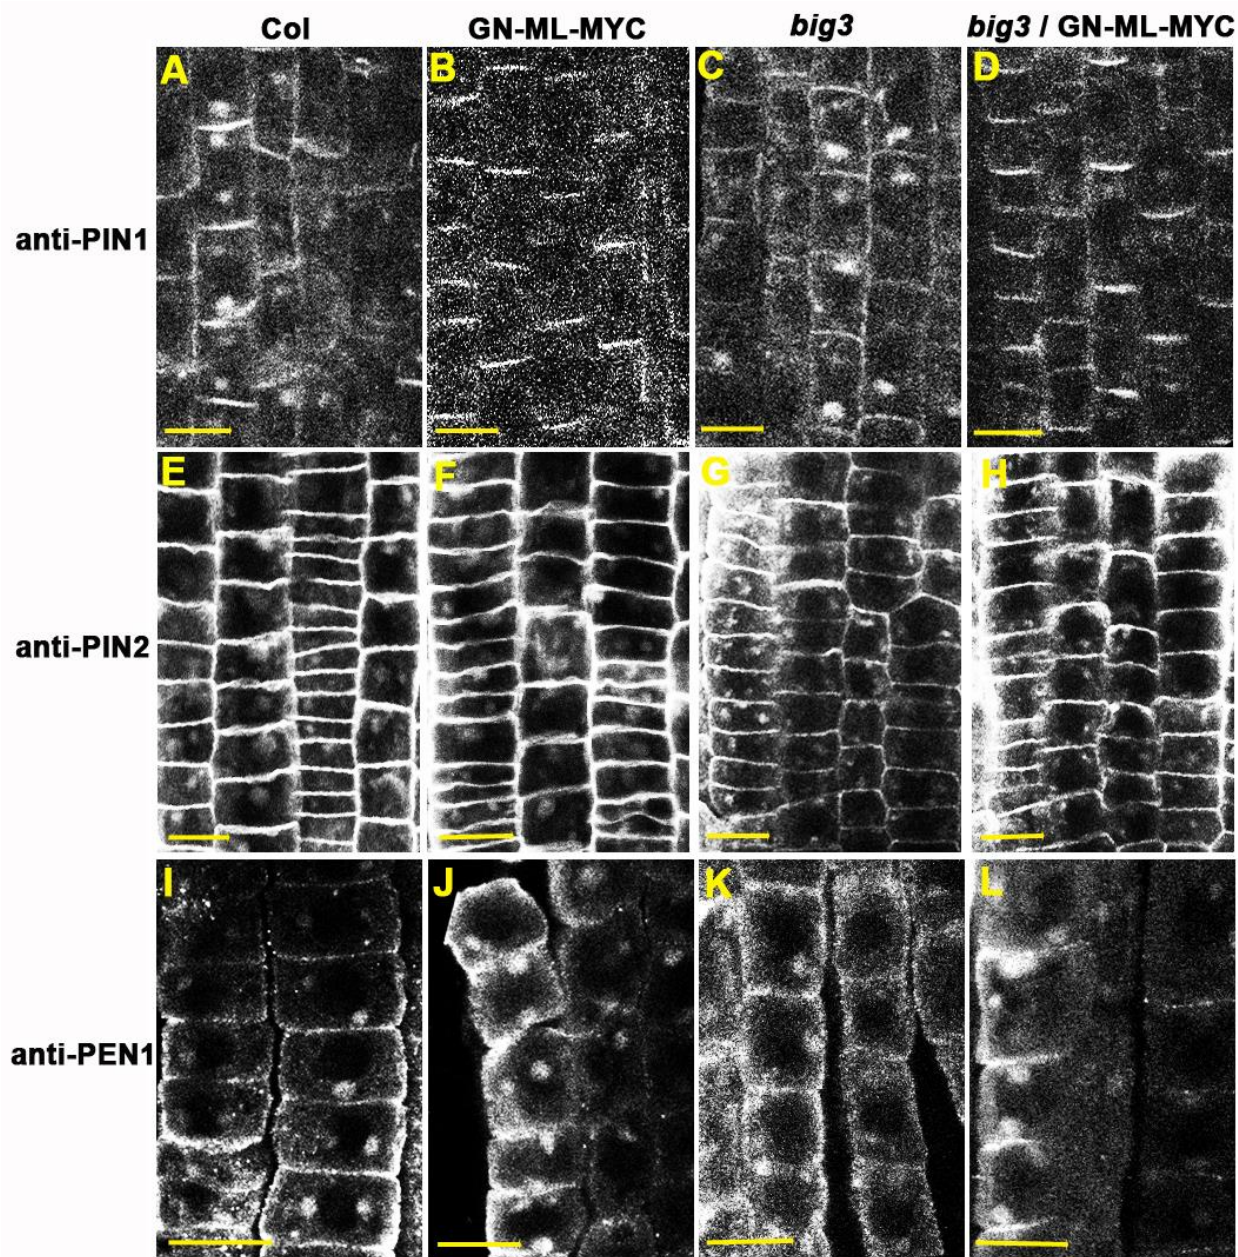 Col GN-ML-MYC big3 big3 / GN-ML-MYC
anti-PIN1 A B C D
anti-PIN2 E F G H
anti-PEN1 I J K L